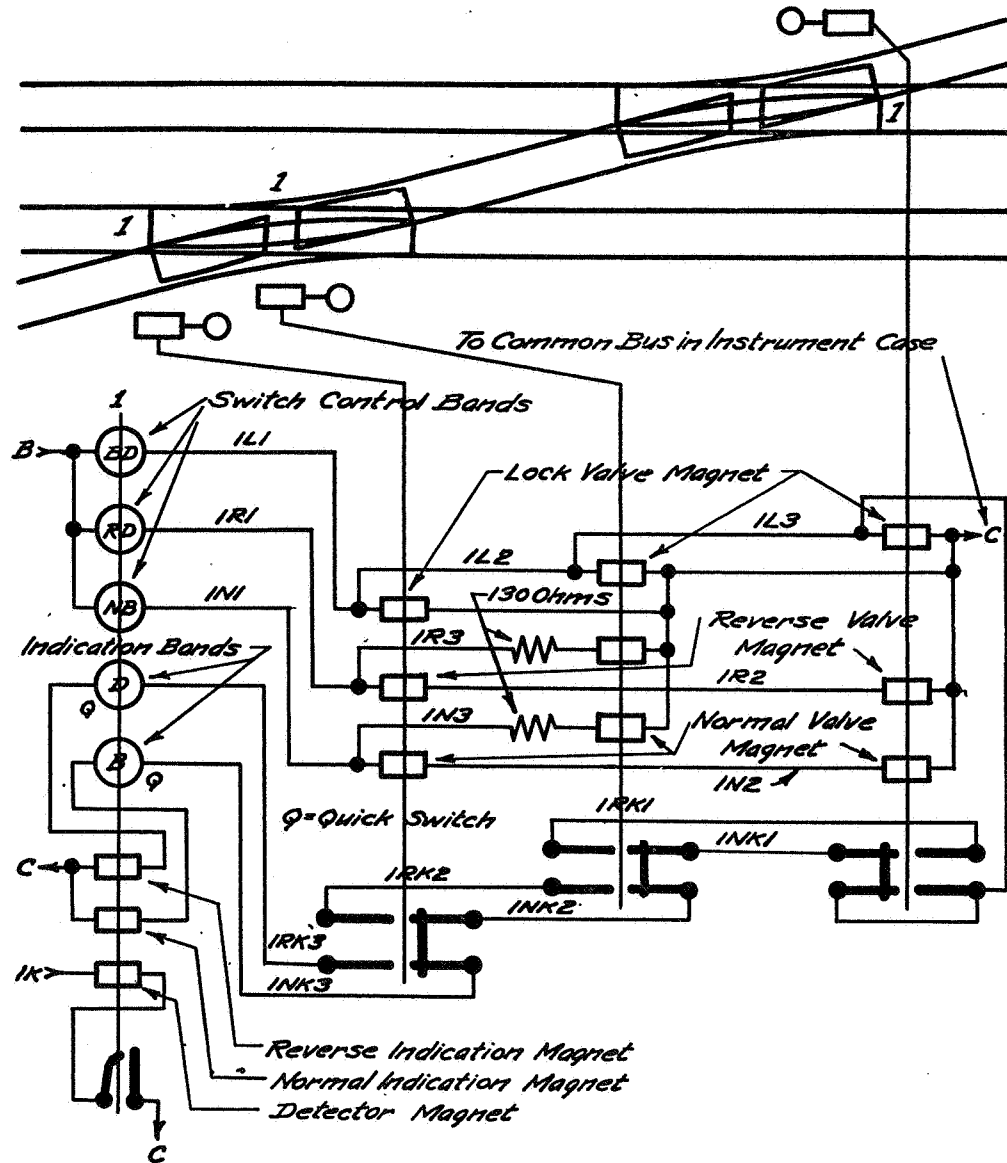 1
1
1
To Common Bus in Instrument Case
1
Switch Control Bands
B
ED
1L1
Lock Valve Magnet
RD
1R1
1L3
C
1L2
NB
1N1
130 Ohms
Indication Bands
1R3
Reverse Valve
Magnet
D
Q
1R2
1N3
Normal Valve
Magnet
B
Q
1N2
Q=Quick Switch
1RK1
1NK1
C
1RK2
1NK2
1RK3
1K
1NK3
Reverse Indication Magnet
Normal Indication Magnet
Detector Magnet
C